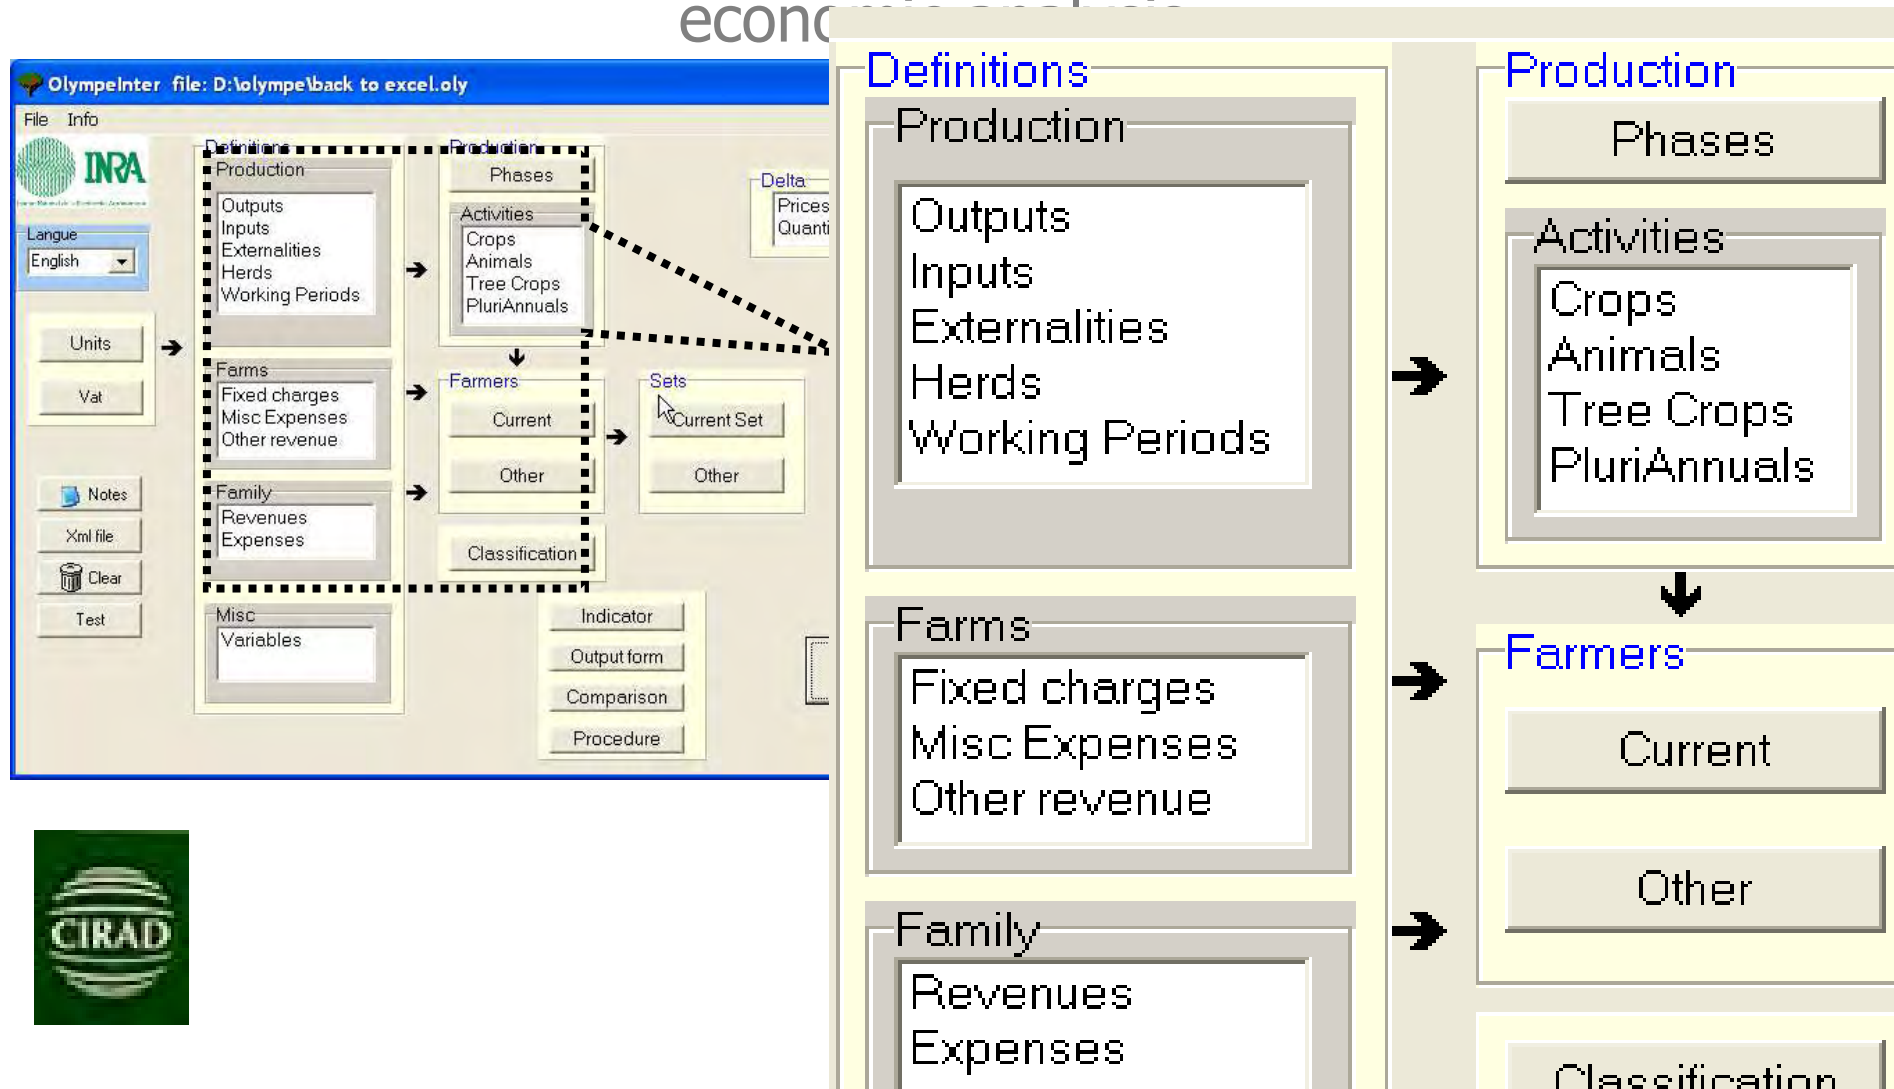 economic analysis
OlympeInter file: D:\olympe\back to excel.oly
File Info
INRA
Langue
English
Units
Vat
Notes
Xml file
Clear
Test
Definitions
Production
Outputs
Inputs
Externalities
Herds
Working Periods
Farms
Fixed charges
Misc Expenses
Other revenue
Family
Revenues
Expenses
Misc
Variables
Production
Phases
Activities
Crops
Animals
Tree Crops
PluriAnnuals
Farmers
Current
Other
Classification
Sets
Current Set
Other
Delta
Prices
Quanti
Indicator
Output form
Comparison
Procedure
Definitions
Production
Outputs
Inputs
Externalities
Herds
Working Periods
Farms
Fixed charges
Misc Expenses
Other revenue
Family
Revenues
Expenses
Production
Phases
Activities
Crops
Animals
Tree Crops
PluriAnnuals
Farmers
Current
Other
Classification
CIRAD